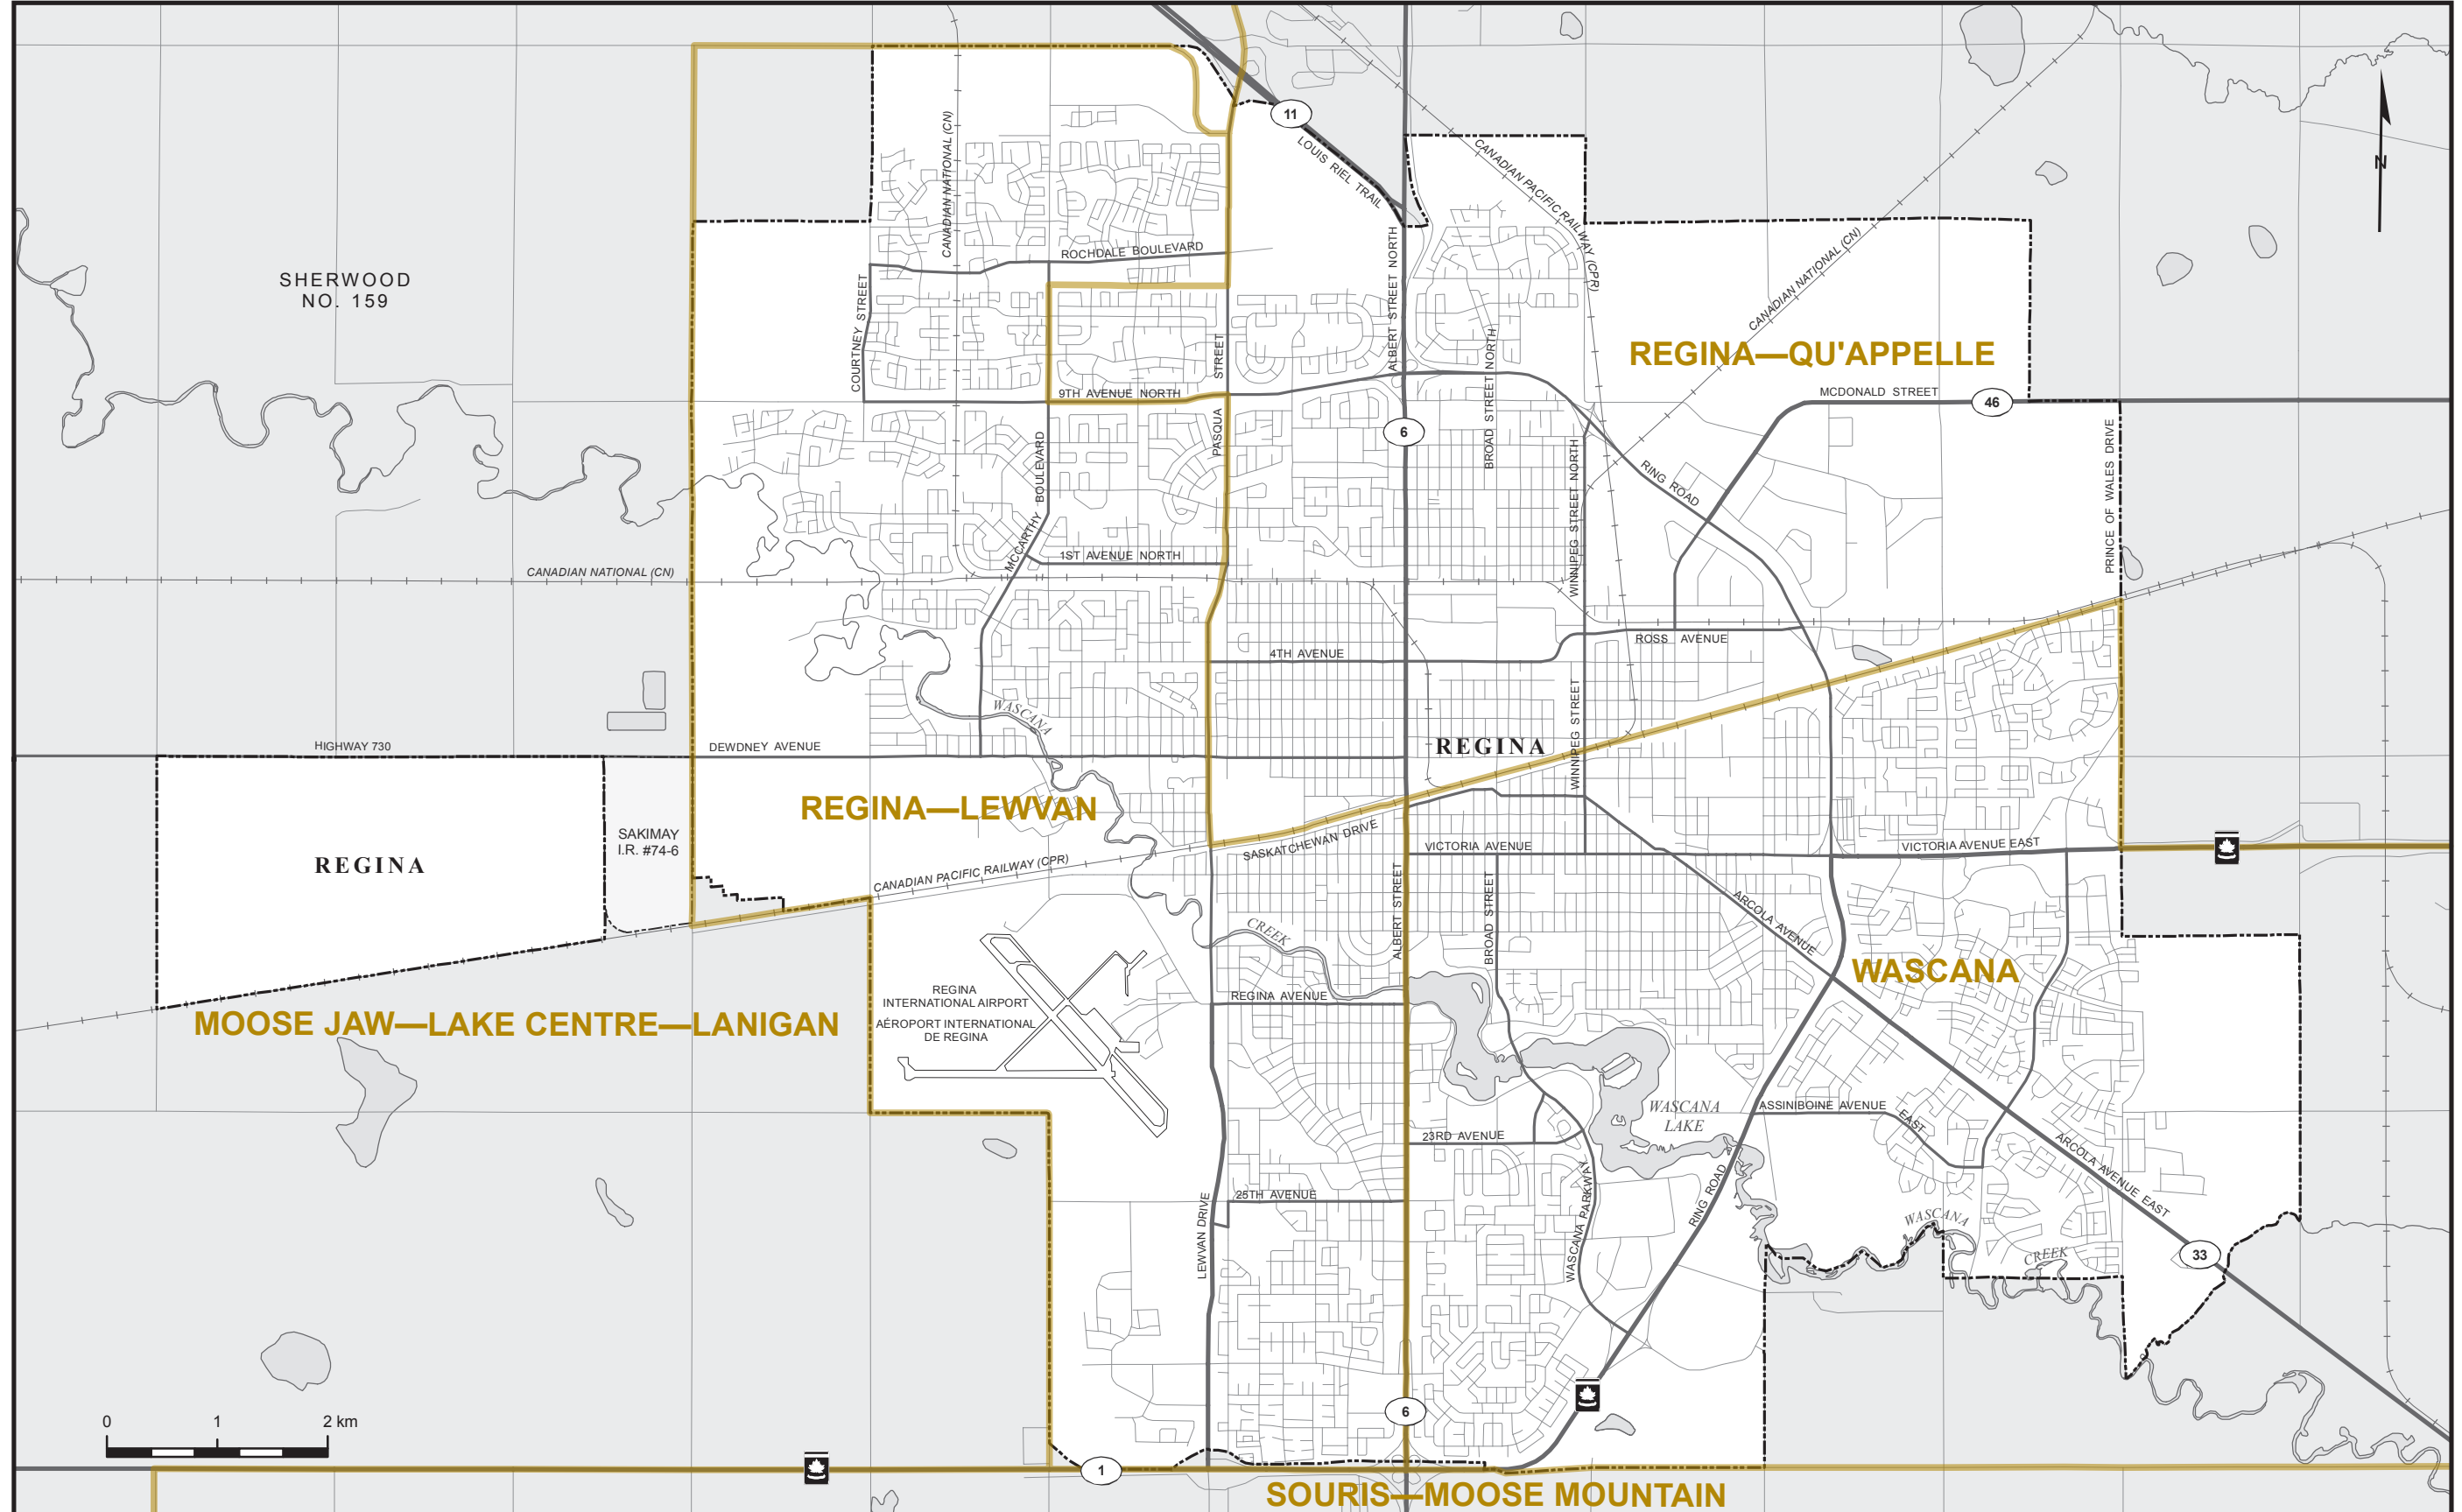 11
LOUIS RIEL TRAIL
CANADIAN PACIFIC RAILWAY (CPR)
CANADIAN NATIONAL (CN)
N
ROCHDALE BOULEVARD
ALBERT STREET NORTH
CANADIAN NATIONAL (CN)
SHERWOOD
NO. 159
COURTNEY STREET
REGINA—QU'APPELLE
PASQUA STREET
BROAD STREET NORTH
9TH AVENUE NORTH
MCDONALD STREET
46
6
MCCARTHY BOULEVARD
WINNIPEG STREET NORTH
RING ROAD
PRINCE OF WALES DRIVE
1ST AVENUE NORTH
CANADIAN NATIONAL (CN)
ROSS AVENUE
4TH AVENUE
WASCANA
WINNIPEG STREET
HIGHWAY 730
DEWDNEY AVENUE
REGINA
REGINA—LEWVAN
SAKIMAY
I.R. #74-6
REGINA
SASKATCHEWAN DRIVE
VICTORIA AVENUE
VICTORIA AVENUE EAST
CANADIAN PACIFIC RAILWAY (CPR)
ALBERT STREET
BROAD STREET
ARCOLA AVENUE
CREEK
WASCANA
REGINA
INTERNATIONAL AIRPORT
AÉROPORT INTERNATIONAL
DE REGINA
REGINA AVENUE
MOOSE JAW—LAKE CENTRE—LANIGAN
WASCANA
LAKE
ASSINIBOINE AVENUE EAST
23RD AVENUE
ARCOLA AVENUE EAST
25TH AVENUE
LEWVAN DRIVE
WASCANA PARKWAY
RING ROAD
WASCANA
CREEK
33
0 1 2 km
6
1
SOURIS—MOOSE MOUNTAIN